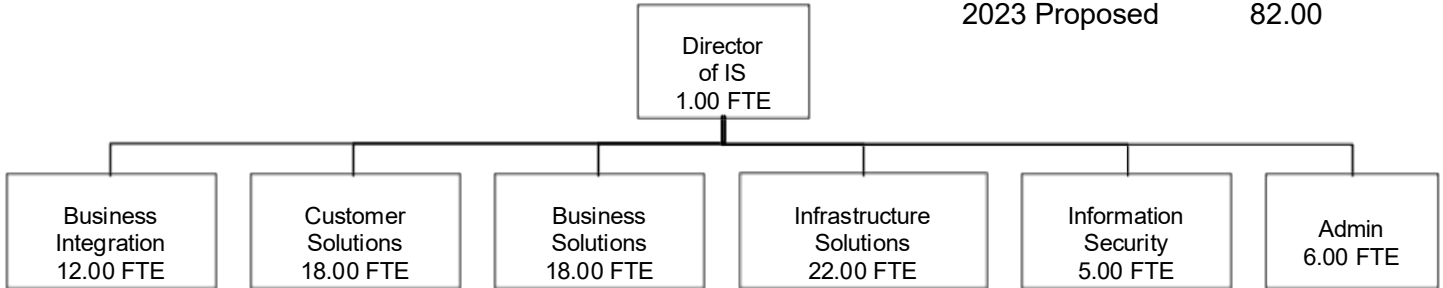 2023 Proposed 82.00
Director
of IS
1.00 FTE
Business
Integration
12.00 FTE
Customer
Solutions
18.00 FTE
Business
Solutions
18.00 FTE
Infrastructure
Solutions
22.00 FTE
Information
Security
5.00 FTE
Admin
6.00 FTE